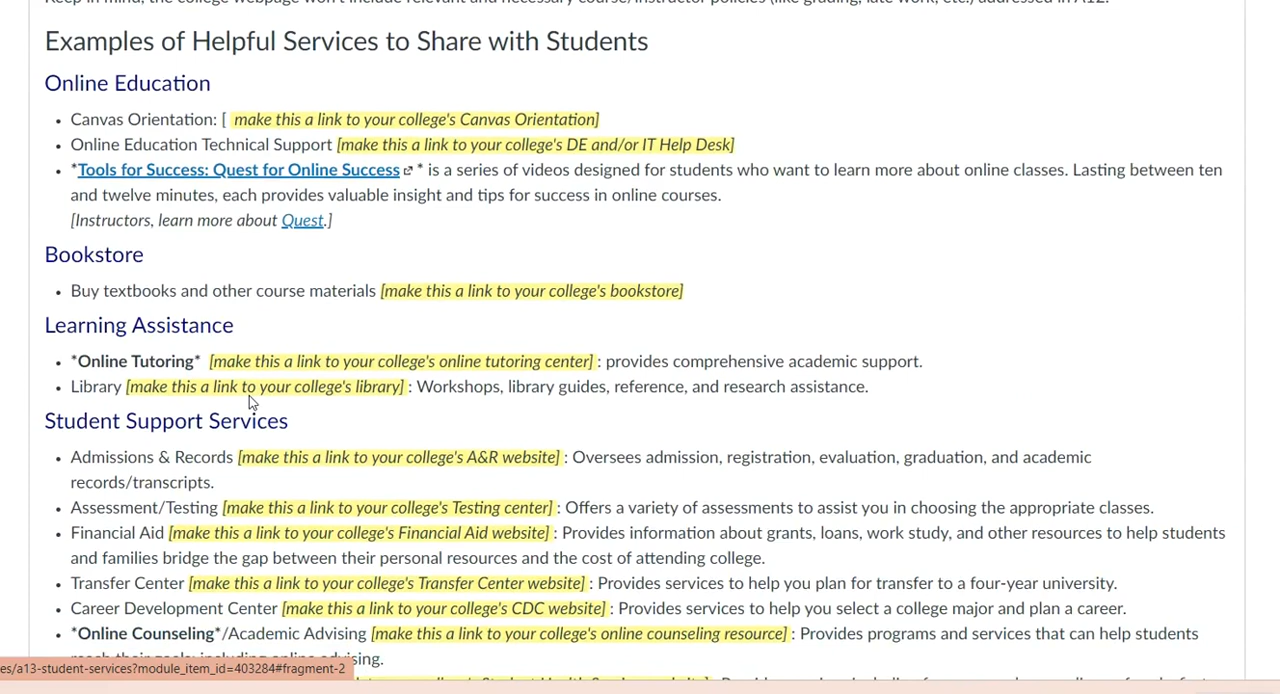 Examples of Helpful Services to Share with Students
Online Education
• Canvas Orientation: [ make this a link to your college's Canvas Orientation]
• Online Education Technical Support [make this a link to your college's DE and/or IT Help Desk]
• *Tools for Success: Quest for Online Success * is a series of videos designed for students who want to learn more about online classes. Lasting between ten
and twelve minutes, each provides valuable insight and tips for success in online courses.
[Instructors, learn more about Quest.]
Bookstore
• Buy textbooks and other course materials [make this a link to your college's bookstore]
Learning Assistance
• *Online Tutoring* [make this a link to your college's online tutoring center] : provides comprehensive academic support.
• Library [make this a link to your college's library] : Workshops, library guides, reference, and research assistance.
Student Support Services
• Admissions & Records [make this a link to your college's A&R website] : Oversees admission, registration, evaluation, graduation, and academic
records/transcripts.
• Assessment/Testing [make this a link to your college's Testing center] : Offers a variety of assessments to assist you in choosing the appropriate classes.
• Financial Aid [make this a link to your college's Financial Aid website] : Provides information about grants, loans, work study, and other resources to help students
and families bridge the gap between their personal resources and the cost of attending college.
• Transfer Center [make this a link to your college's Transfer Center website] : Provides services to help you plan for transfer to a four-year university.
• Career Development Center [make this a link to your college's CDC website] : Provides services to help you select a college major and plan a career.
• *Online Counseling*/Academic Advising [make this a link to your college's online counseling resource] : Provides programs and services that can help students
es/a13-student-services?module_item_id=403284#fragment-2